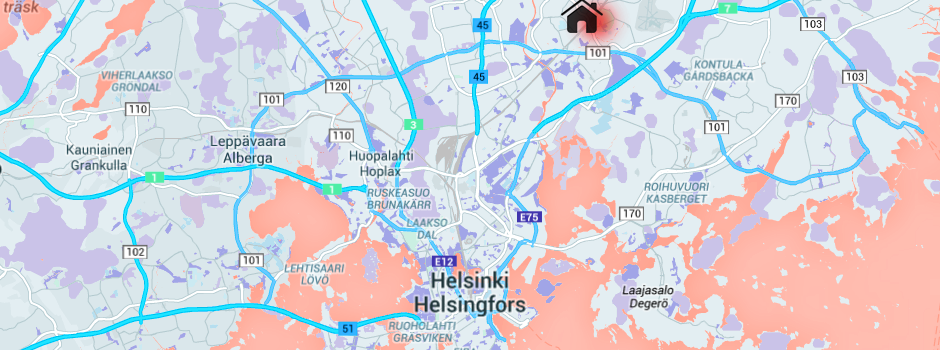 träsk
45
7
103
101
VIHERLAAKSO
GRÖNDAL
45
KONTULA
GÅRDSBACKA
103
120
101
170
110
3
110
101
Kauniainen
Grankulla
Leppävaara
Alberga
Huopalahti
Hoplax
1
1
RUSKEASUO
BRUNAKÄRR
ROIHUVUORI
KASBERGET
LAAKSO
DAL
E75
170
102
101
E12
LEHTISAARI
LÖVÖ
Helsinki
Helsingfors
Laajasalo
Degerö
51
RUOHOLAHTI
GRÄSVIKEN